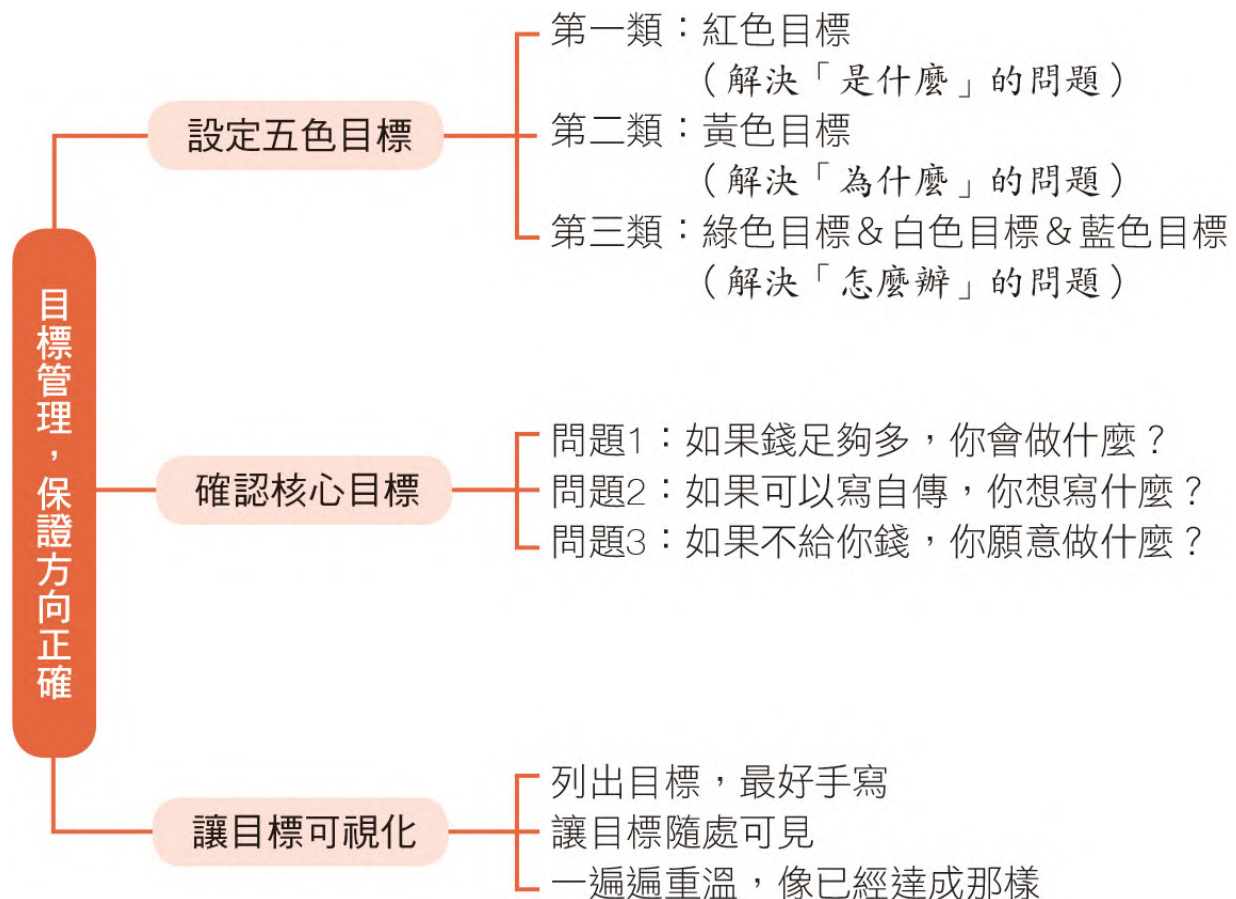 目標管理，保證方向正確
設定五色目標
第一類：紅色目標
（解決「是什麼」的問題）
第二類：黃色目標
（解決「為什麼」的問題）
第三類：綠色目標＆白色目標＆藍色目標
（解決「怎麼辦」的問題）
確認核心目標
問題1：如果錢足夠多，你會做什麼？
問題2：如果可以寫自傳，你想寫什麼？
問題3：如果不給你錢，你願意做什麼？
讓目標可視化
列出目標，最好手寫
讓目標隨處可見
一遍遍重溫，像已經達成那樣